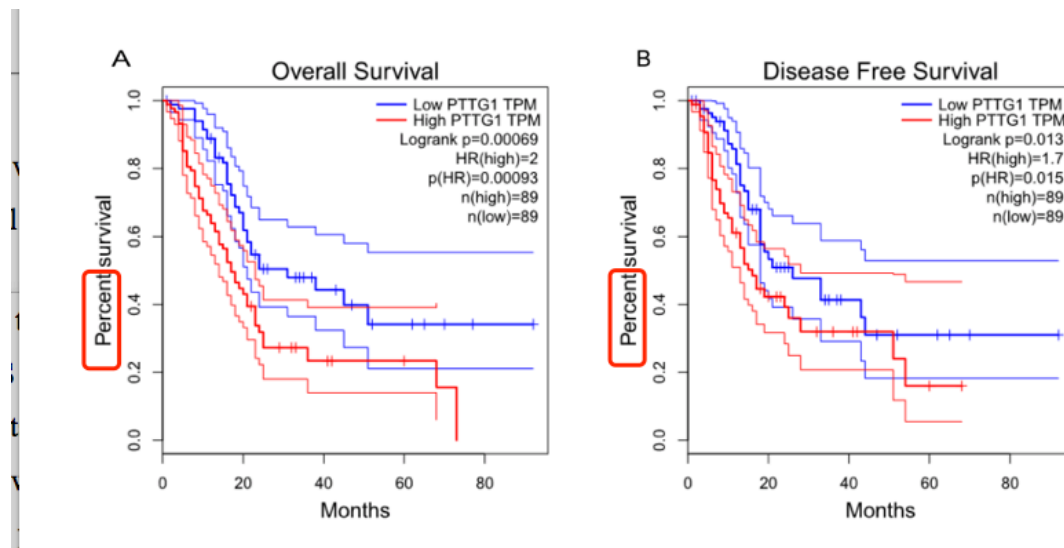 A
Overall Survival
Low PTTG1 TPM
High PTTG1 TPM
Logrank p=0.00069
HR(high)=2
p(HR)=0.00093
n(high)=89
n(low)=89
Percent survival
1.0
0.8
0.6
0.4
0.2
0.0
0 20 40 60 80
Months
B
Disease Free Survival
Low PTTG1 TPM
High PTTG1 TPM
Logrank p=0.013
HR(high)=1.7
p(HR)=0.015
n(high)=89
n(low)=89
Percent survival
1.0
0.8
0.6
0.4
0.2
0.0
0 20 40 60 80
Months